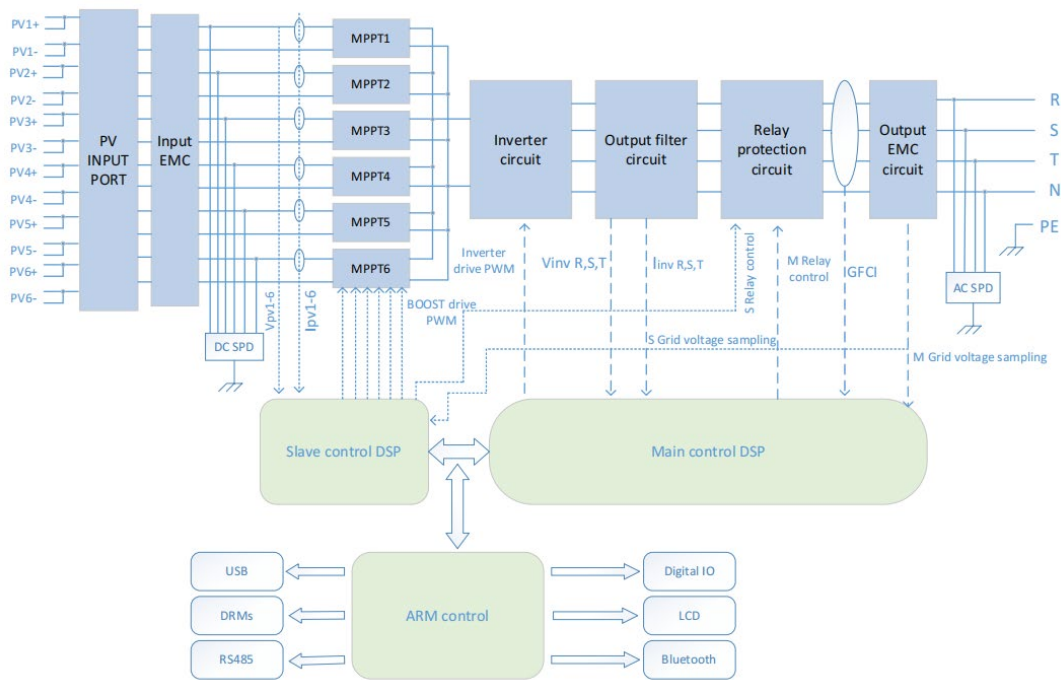 PV1+
PV1-
PV2+
PV2-
PV3+
PV3-
PV4+
PV4-
PV5+
PV5-
PV6+
PV6-
PV
INPUT
PORT
Input
EMC
DC SPD
Vpv1-6
Ipv1-6
MPPT1
MPPT2
MPPT3
MPPT4
MPPT5
MPPT6
BOOST drive
PWM
Inverter
circuit
Output filter
circuit
Relay
protection
circuit
Output
EMC
circuit
R
S
T
N
PE
AC SPD
Inverter
drive PWM
Vinv R,S,T
Iinv R,S,T
S Relay control
M Relay
control
IGFCI
S Grid voltage sampling
M Grid voltage sampling
Slave control DSP
Main control DSP
ARM control
USB
DRMs
RS485
Digital IO
LCD
Bluetooth